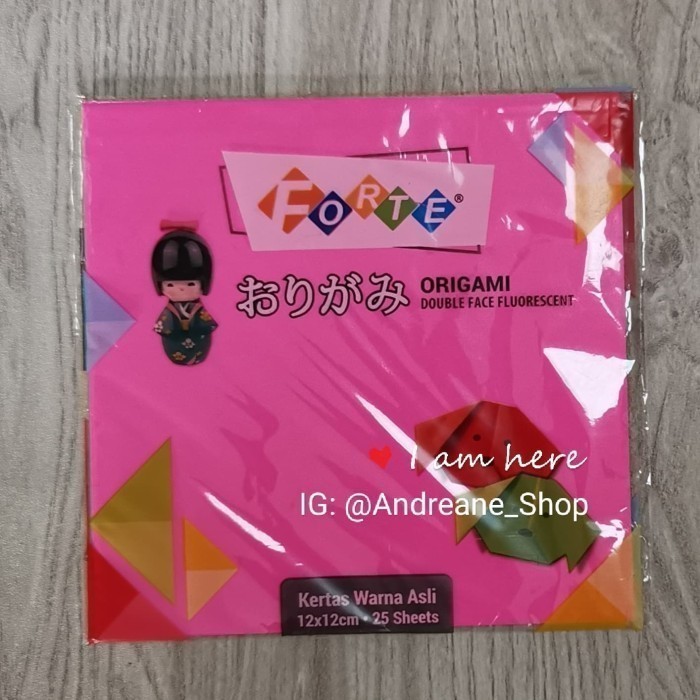 FORTE®
おりがみ
ORIGAMI
DOUBLE FACE FLUORESCENT
I am here
IG: @Andreane_Shop
Kertas Warna Asli
12x12cm • 25 Sheets